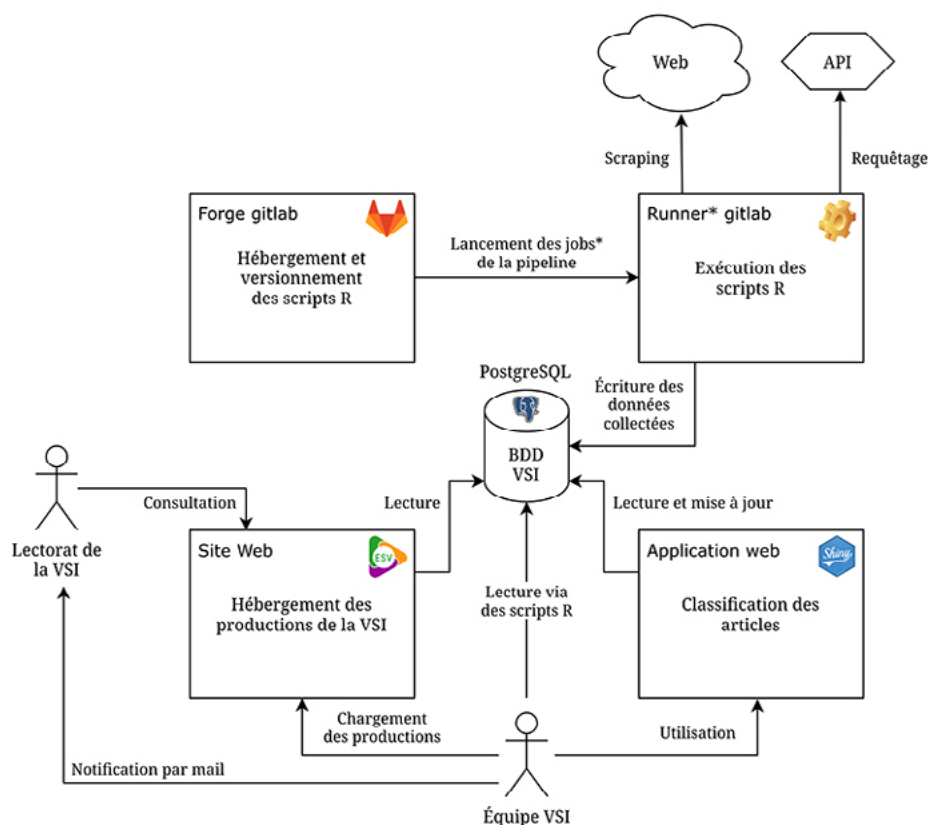 Web
API
Scraping
Requêtage
Forge gitlab
Hébergement et
versionnement
des scripts R
Lancement des jobs*
de la pipeline
Runner* gitlab
Exécution des
scripts R
PostgreSQL
Écriture des
données
collectées
BDD
VSI
Lectorat de
la VSI
Consultation
Lecture
Lecture et mise à jour
Site Web
ESV
Hébergement des
productions de la VSI
Lecture via
des scripts R
Application web
Shiny
Classification des
articles
Chargement
des productions
Utilisation
Notification par mail
Équipe VSI